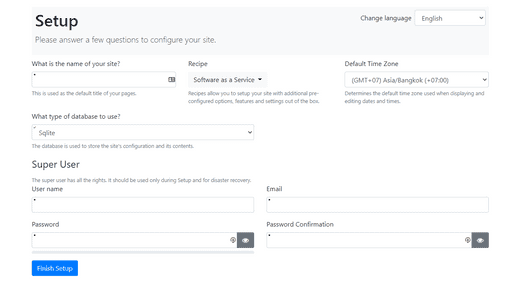 Setup
Change language
English
Please answer a few questions to configure your site.
What is the name of your site?
Recipe
Default Time Zone
Software as a Service
(GMT+07) Asia/Bangkok (+07:00)
This is used as the default title of your pages.
Recipes allow you to setup your site with additional pre-
configured options, features and settings out of the box.
Determines the default time zone used when displaying and
editing dates and times.
What type of database to use?
Sqlite
The database is used to store the site's configuration and its contents.
Super User
The super user has all the rights. It should be used only during Setup and for disaster recovery.
User name
Email
Password
Password Confirmation
Finish Setup